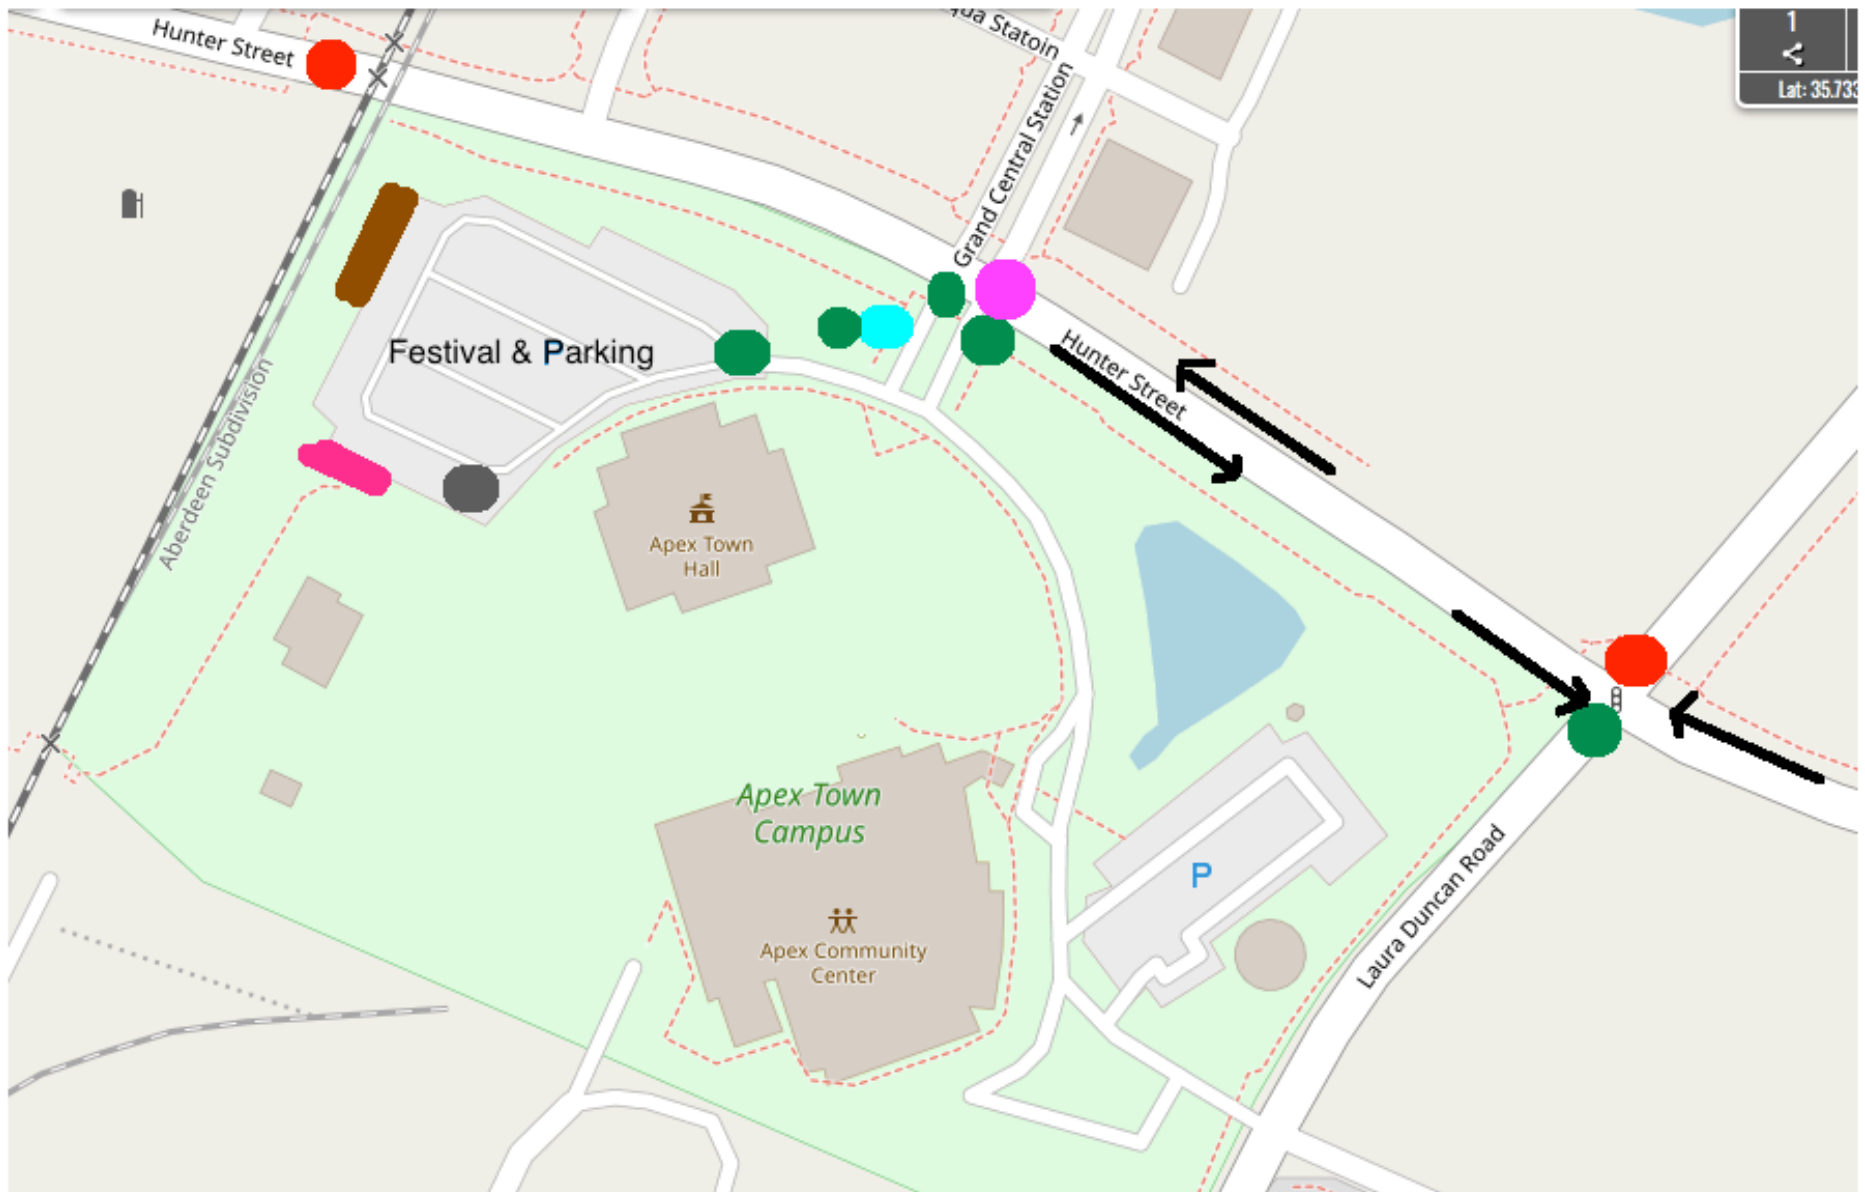 Hunter Street
qua Statoin
1
Lat: 35.733
Grand Central Station
Festival & Parking
Hunter Street
Aberdeen Subdivision
Apex Town
Hall
Apex Town
Campus
P
Apex Community
Center
Laura Duncan Road